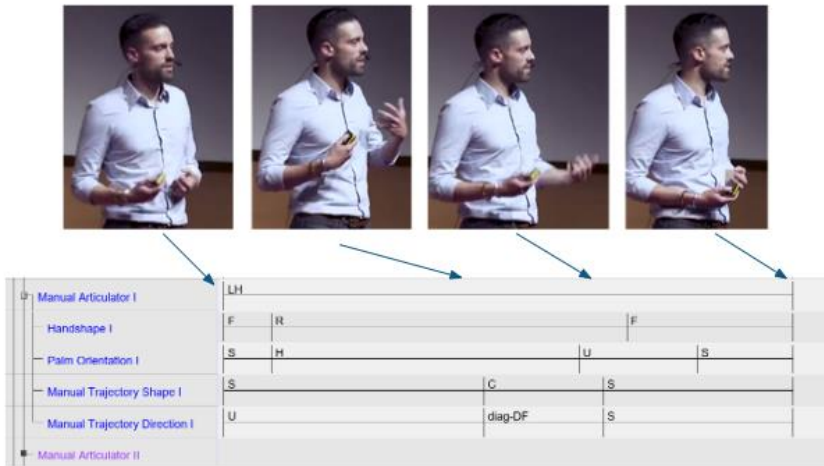 Manual Articulator I
LH
Handshape I
F R F
Palm Orientation I
S H U S
Manual Trajectory Shape I
S C S
Manual Trajectory Direction I
U diag-DF S
Manual Articulator II